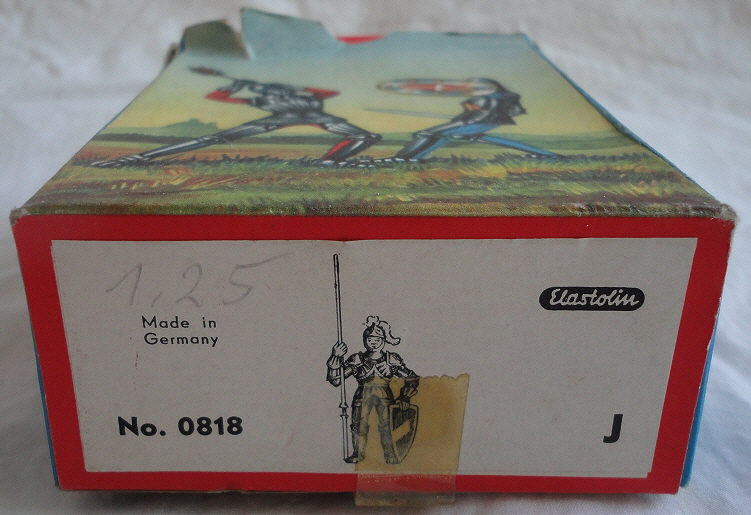 1,25
Elastolin
Made in
Germany
No. 0818
J